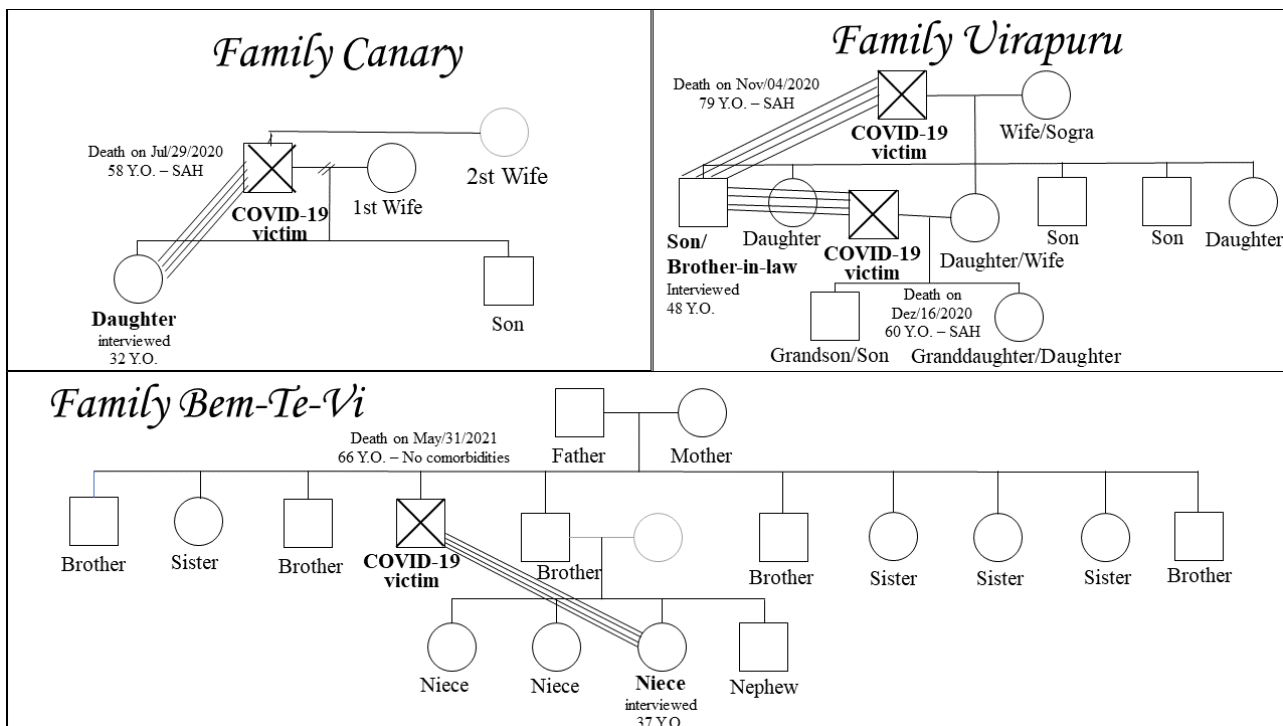 Family Canary
Death on Jul/29/2020
58 Y.O. – SAH
2st Wife
1st Wife
COVID-19
victim
Daughter
interviewed
32 Y.O.
Son
Family Uirapuru
Death on Nov/04/2020
79 Y.O. – SAH
COVID-19
victim
Wife/Sogra
Son/
Brother-in-law
Interviewed
48 Y.O.
Daughter
COVID-19
victim
Daughter/Wife
Son
Son
Daughter
Death on
Dez/16/2020
60 Y.O. – SAH
Grandson/Son
Granddaughter/Daughter
Family Bem-Te-Vi
Death on May/31/2021
66 Y.O. – No comorbidities
Father
Mother
Brother
Sister
Brother
COVID-19
victim
Brother
Brother
Sister
Sister
Sister
Brother
Niece
Niece
Niece
interviewed
37 Y.O.
Nephew